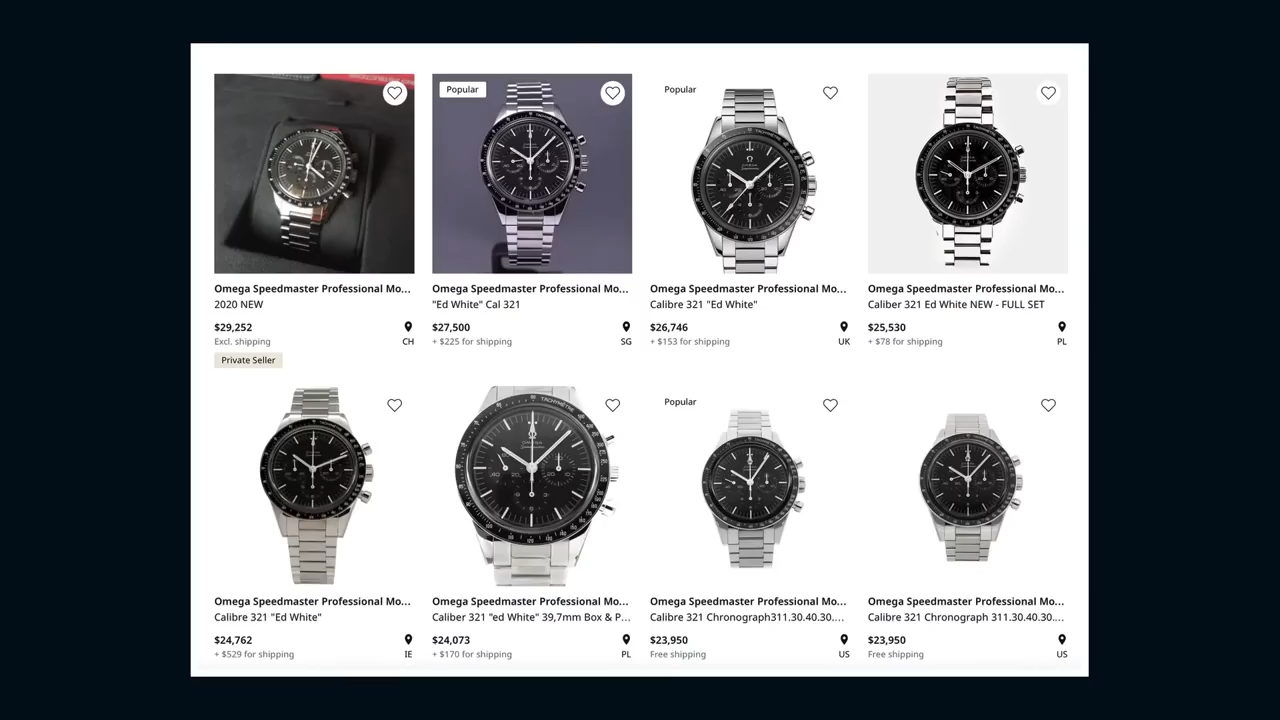 Popular
Popular
Omega Speedmaster Professional Mo...
2020 NEW
$29,252
Excl. shipping
CH
Private Seller
Omega Speedmaster Professional Mo...
"Ed White" Cal 321
$27,500
+ $225 for shipping
SG
Omega Speedmaster Professional Mo...
Calibre 321 "Ed White"
$26,746
+ $153 for shipping
UK
Omega Speedmaster Professional Mo...
Caliber 321 Ed White NEW - FULL SET
$25,530
+ $78 for shipping
PL
Popular
TACHYMETRE
Omega Speedmaster Professional Mo...
Calibre 321 "Ed White"
$24,762
+ $529 for shipping
IE
Omega Speedmaster Professional Mo...
Caliber 321 "ed White" 39,7mm Box & P...
$24,073
+ $170 for shipping
PL
Omega Speedmaster Professional Mo...
Calibre 321 Chronograph311.30.40.30....
$23,950
Free shipping
US
Omega Speedmaster Professional Mo...
Calibre 321 Chronograph 311.30.40.30....
$23,950
Free shipping
US